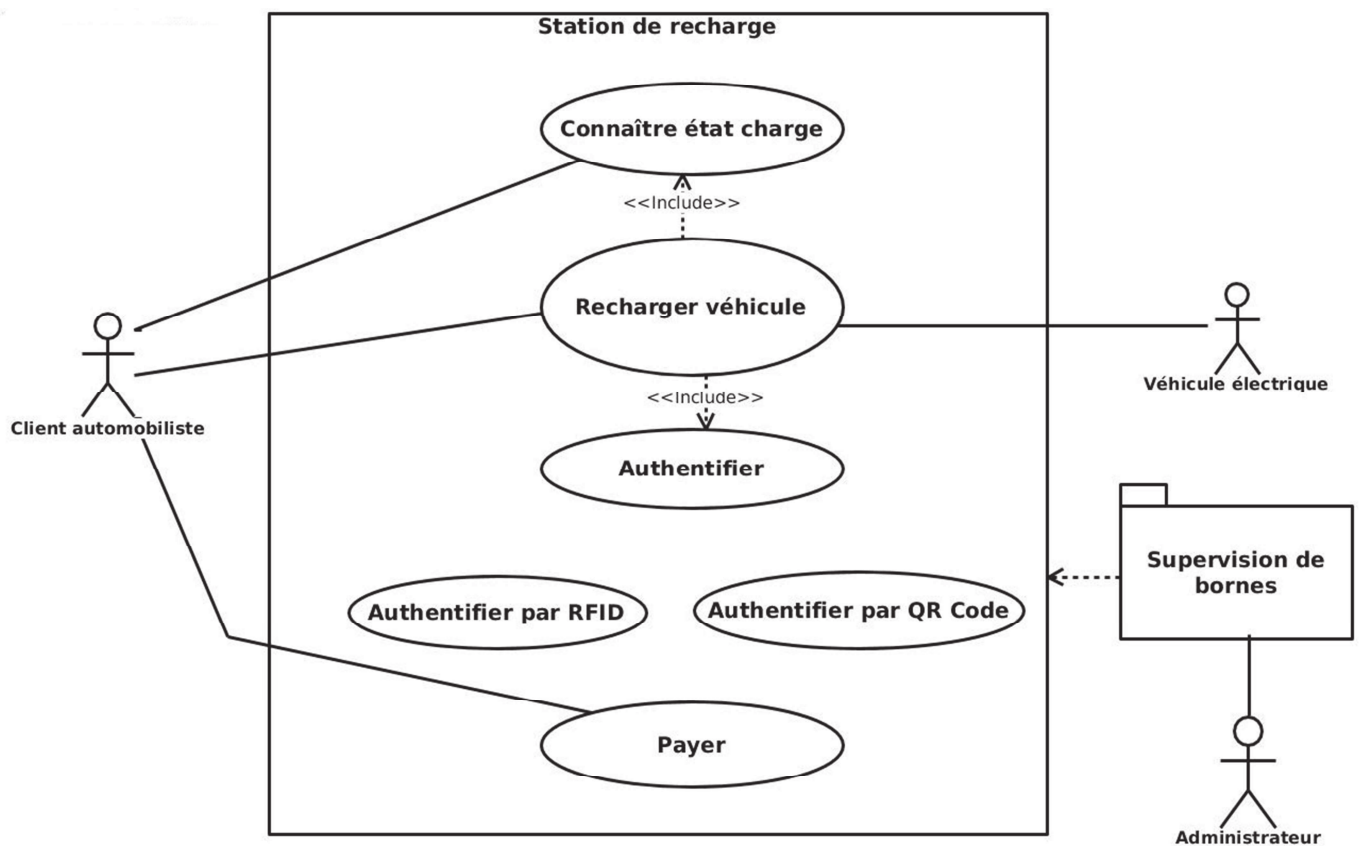 Station de recharge
Connaître état charge
<<Include>>
Recharger véhicule
Véhicule électrique
<<Include>>
Client automobiliste
Authentifier
Supervision de
bornes
Authentifier par RFID
Authentifier par QR Code
Payer
Administrateur